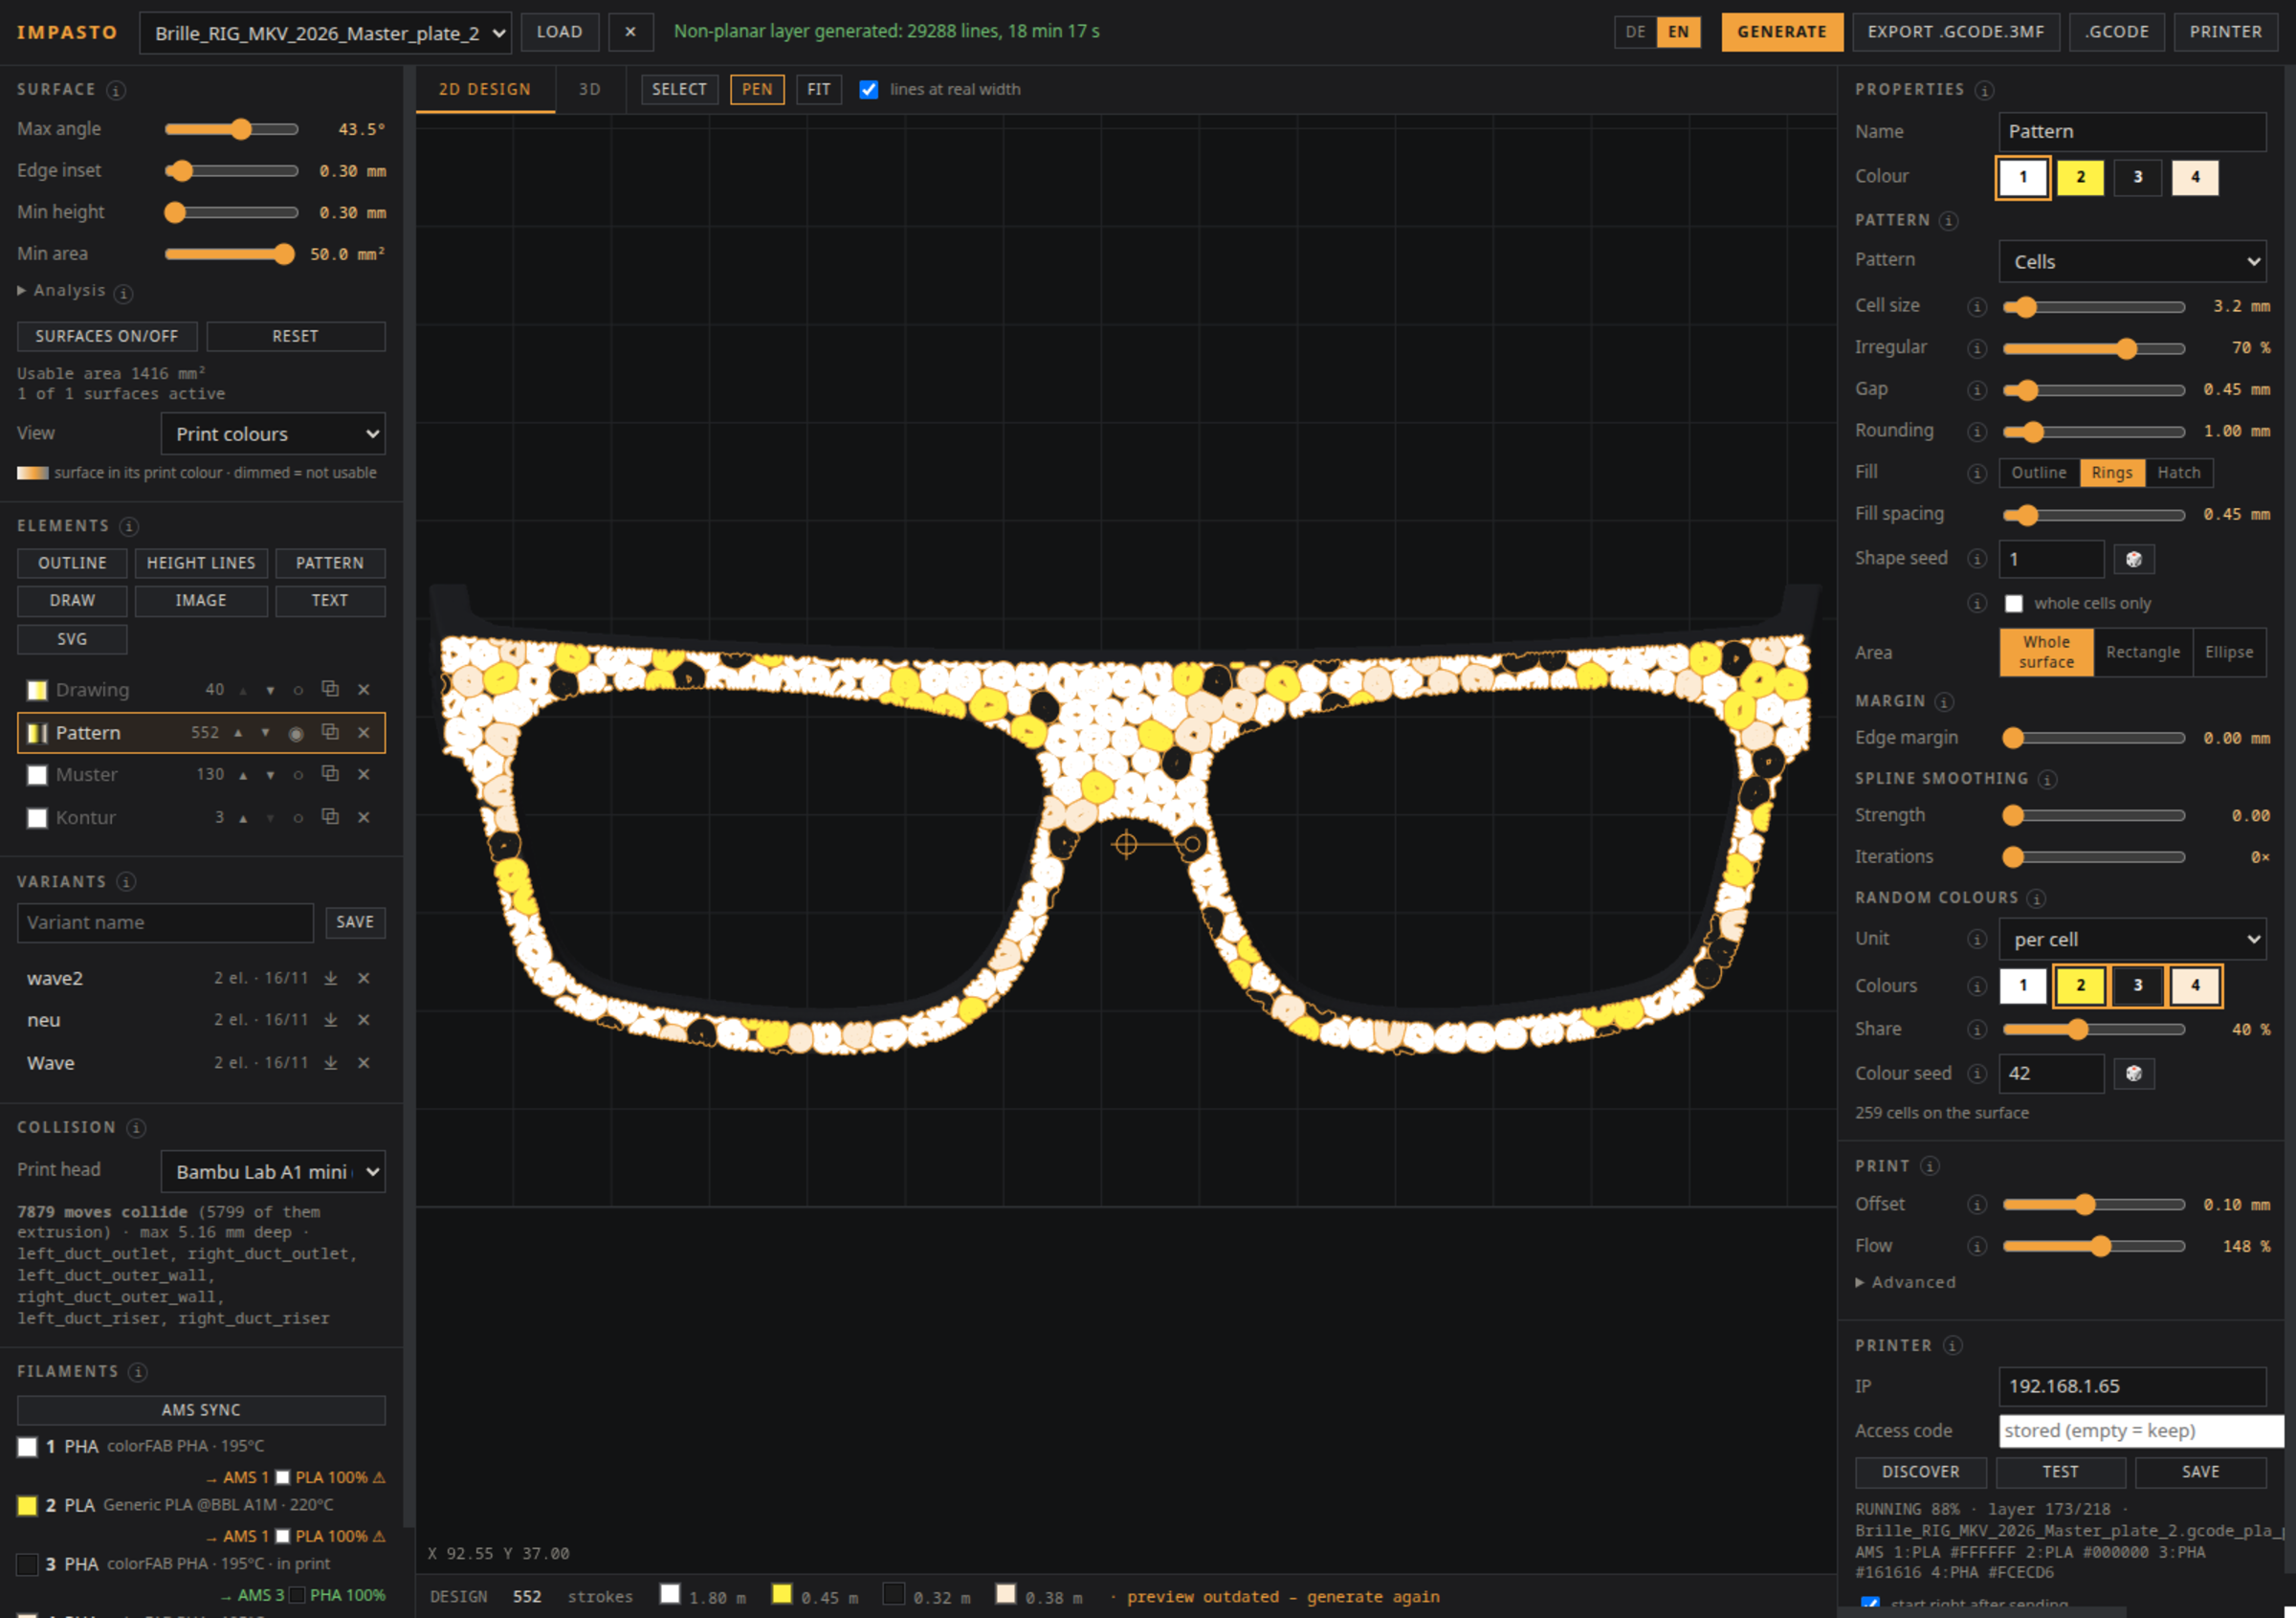 IMPASTO
Brille_RIG_MKV_2026_Master_plate_2
LOAD
×
Non-planar layer generated: 29288 lines, 18 min 17 s
DE EN
GENERATE
EXPORT .GCODE.3MF
.GCODE
PRINTER
SURFACE
Max angle 43.5°
Edge inset 0.30 mm
Min height 0.30 mm
Min area 50.0 mm²
Analysis
SURFACES ON/OFF
RESET
Usable area 1416 mm²
1 of 1 surfaces active
View Print colours
surface in its print colour · dimmed = not usable
ELEMENTS
OUTLINE
HEIGHT LINES
PATTERN
DRAW
IMAGE
TEXT
SVG
Drawing 40
Pattern 552
Muster 130
Kontur 3
VARIANTS
Variant name
SAVE
wave2 2 el. · 16/11
neu 2 el. · 16/11
Wave 2 el. · 16/11
COLLISION
Print head Bambu Lab A1 mini
7879 moves collide (5799 of them
extrusion) · max 5.16 mm deep ·
left_duct_outlet, right_duct_outlet,
left_duct_outer_wall,
right_duct_outer_wall,
left_duct_riser, right_duct_riser
FILAMENTS
AMS SYNC
1 PHA colorFAB PHA · 195°C
→ AMS 1 PLA 100% ⚠
2 PLA Generic PLA @BBL A1M · 220°C
→ AMS 1 PLA 100% ⚠
3 PHA colorFAB PHA · 195°C · in print
→ AMS 3 PHA 100%
2D DESIGN
3D
SELECT
PEN
FIT
lines at real width
X 92.55 Y 37.00
DESIGN 552 strokes 1.80 m 0.45 m 0.32 m 0.38 m · preview outdated – generate again
PROPERTIES
Name Pattern
Colour 1 2 3 4
PATTERN
Pattern Cells
Cell size 3.2 mm
Irregular 70 %
Gap 0.45 mm
Rounding 1.00 mm
Fill Outline Rings Hatch
Fill spacing 0.45 mm
Shape seed 1
whole cells only
Area Whole surface Rectangle Ellipse
MARGIN
Edge margin 0.00 mm
SPLINE SMOOTHING
Strength 0.00
Iterations 0×
RANDOM COLOURS
Unit per cell
Colours 1 2 3 4
Share 40 %
Colour seed 42
259 cells on the surface
PRINT
Offset 0.10 mm
Flow 148 %
Advanced
PRINTER
IP 192.168.1.65
Access code stored (empty = keep)
DISCOVER
TEST
SAVE
RUNNING 88% · layer 173/218 ·
Brille_RIG_MKV_2026_Master_plate_2.gcode_pla_
AMS 1:PLA #FFFFFF 2:PLA #000000 3:PHA
#161616 4:PHA #FCECD6
start right after sending